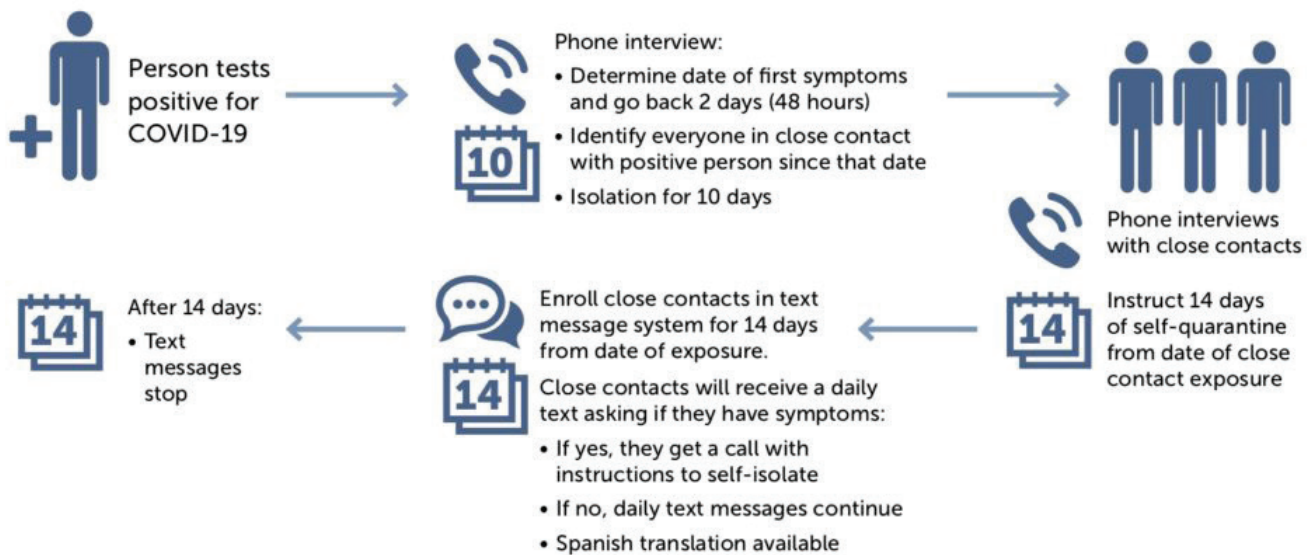 Person tests
positive for
COVID-19
Phone interview:
• Determine date of first symptoms
and go back 2 days (48 hours)
10
• Identify everyone in close contact
with positive person since that date
• Isolation for 10 days
Phone interviews
with close contacts
14
Instruct 14 days
of self-quarantine
from date of close
contact exposure
Enroll close contacts in text
message system for 14 days
from date of exposure.
14
Close contacts will receive a daily
text asking if they have symptoms:
• If yes, they get a call with
instructions to self-isolate
• If no, daily text messages continue
• Spanish translation available
14
After 14 days:
• Text
messages
stop